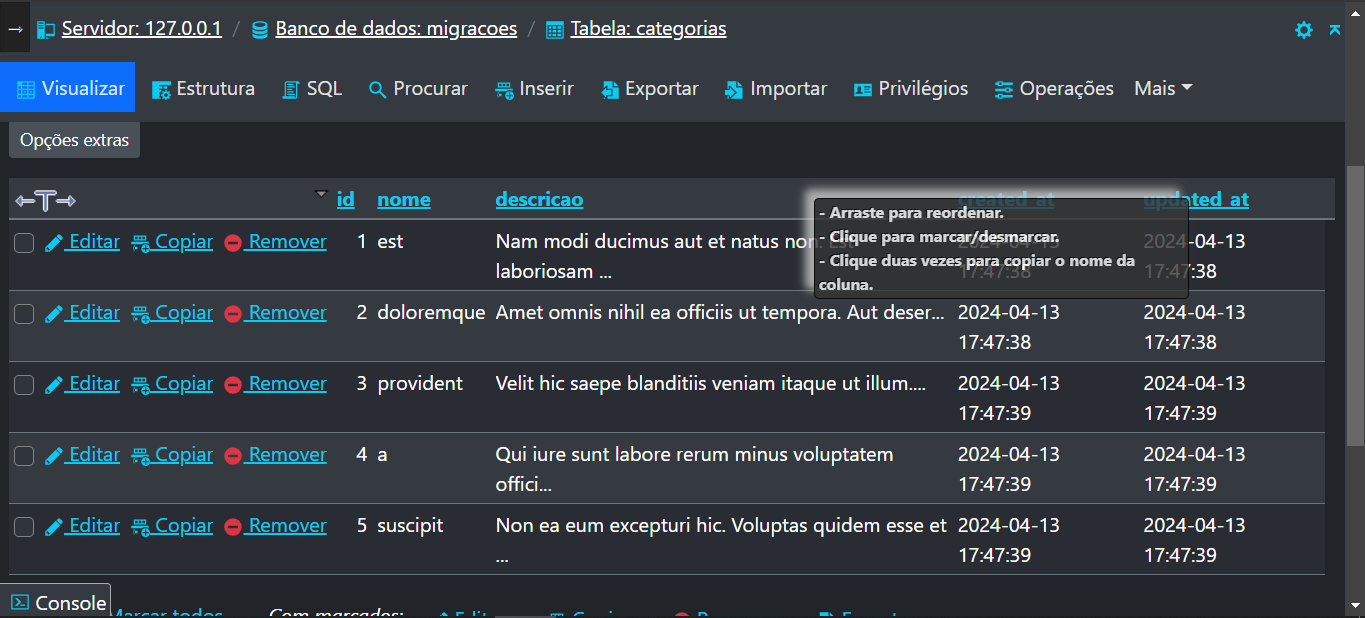 Servidor: 127.0.0.1 / Banco de dados: migracoes / Tabela: categorias
Visualizar Estrutura SQL Procurar Inserir Exportar Importar Privilégios Operações Mais
Opções extras
id nome descricao created_at updated_at
- Arraste para reordenar.
- Clique para marcar/desmarcar.
- Clique duas vezes para copiar o nome da
coluna.
Editar Copiar Remover 1 est Nam modi ducimus aut et natus non. Est 2024-04-13
laboriosam ... 17:47:38 17:47:38
Editar Copiar Remover 2 doloremque Amet omnis nihil ea officiis ut tempora. Aut deser... 2024-04-13 2024-04-13
17:47:38 17:47:38
Editar Copiar Remover 3 provident Velit hic saepe blanditiis veniam itaque ut illum.... 2024-04-13 2024-04-13
17:47:39 17:47:39
Editar Copiar Remover 4 a Qui iure sunt labore rerum minus voluptatem 2024-04-13 2024-04-13
offici... 17:47:39 17:47:39
Editar Copiar Remover 5 suscipit Non ea eum excepturi hic. Voluptas quidem esse et 2024-04-13 2024-04-13
... 17:47:39 17:47:39
Console Marcar todos Com marcados: